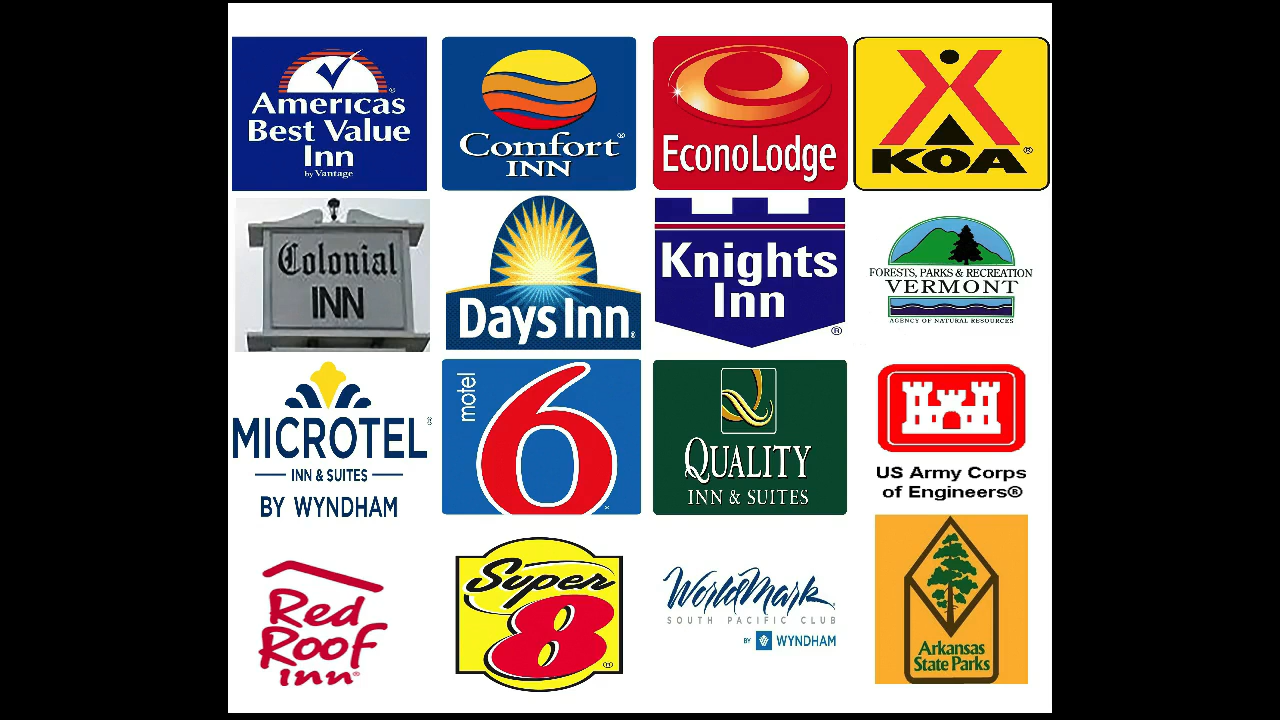 Americas
Best Value
Inn
by Vantage
Comfort
INN
EconoLodge
KOA
Colonial
INN
Days Inn
Knights
Inn
FORESTS, PARKS & RECREATION
VERMONT
AGENCY OF NATURAL RESOURCES
MICROTEL
INN & SUITES
BY WYNDHAM
motel
6
QUALITY
INN & SUITES
US Army Corps
of Engineers®
Red
Roof
Inn
Super
8
WorldMark
SOUTH PACIFIC CLUB
BY WYNDHAM
Arkansas
State Parks